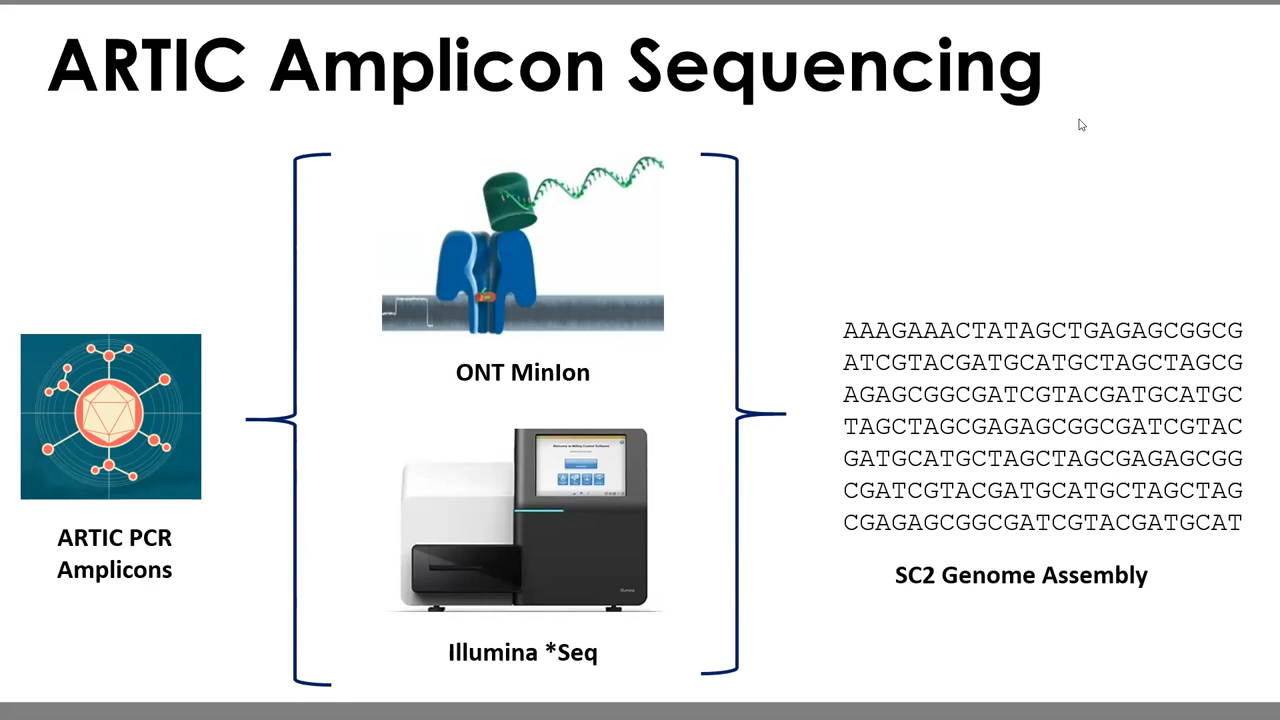 ARTIC Amplicon Sequencing
ONT MinIon
ARTIC PCR
Amplicons
Illumina *Seq
AAAGAAACTATAGCTGAGAGCGGCG
ATCGTACGATGCATGCTAGCTAGCG
AGAGCGGCGATCGTACGATGCATGC
TAGCTAGCGAGAGCGGCGATCGTAC
GATGCATGCTAGCTAGCGAGAGCGG
CGATCGTACGATGCATGCTAGCTAG
CGAGAGCGGCGATCGTACGATGCAT
SC2 Genome Assembly